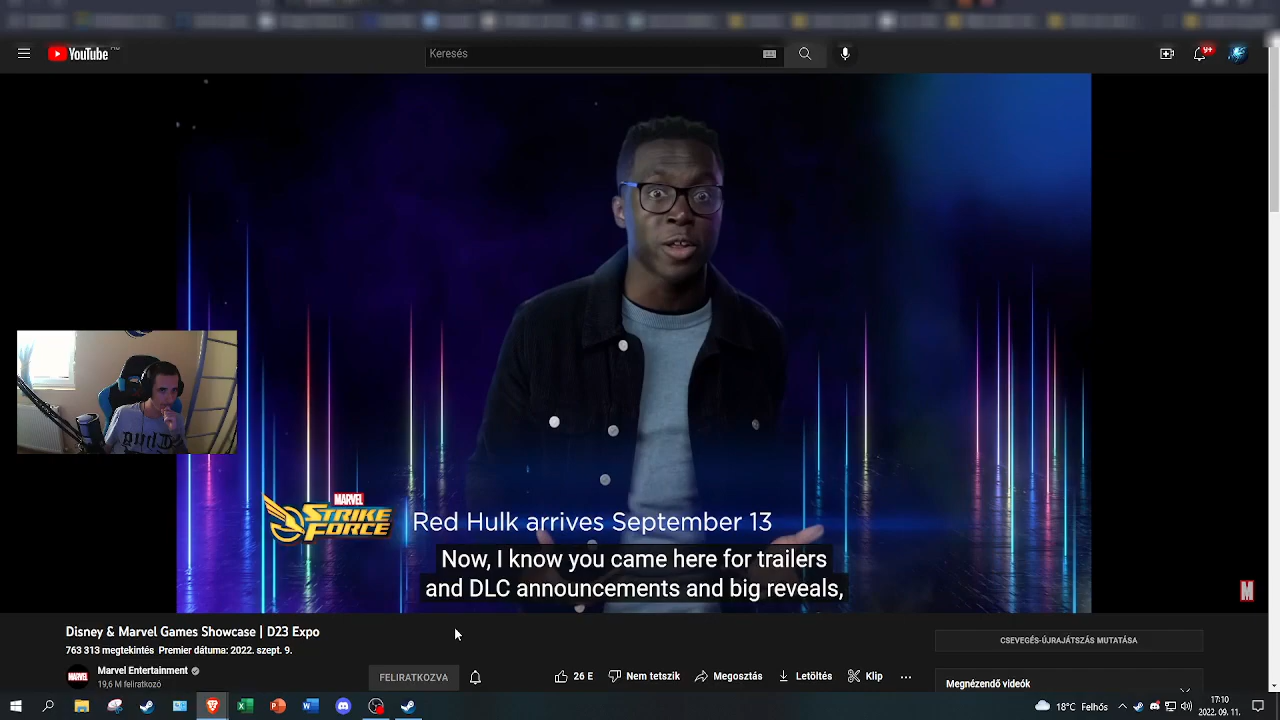 YouTube
HU
Keresés
9+
MARVEL
STRIKE
FORCE
Red Hulk arrives September 13
Now, I know you came here for trailers
and DLC announcements and big reveals,
M
Disney & Marvel Games Showcase | D23 Expo
763 313 megtekintés Premier dátuma: 2022. szept. 9.
MARVEL
Marvel Entertainment
19,6 M feliratkozó
FELIRATKOZVA
26 E
Nem tetszik
Megosztás
Letöltés
Klip
CSEVEGÉS-ÚJRAJÁTSZÁS MUTATÁSA
Megnézendő videók
18°C Felhős
17:10
2022. 09. 11.